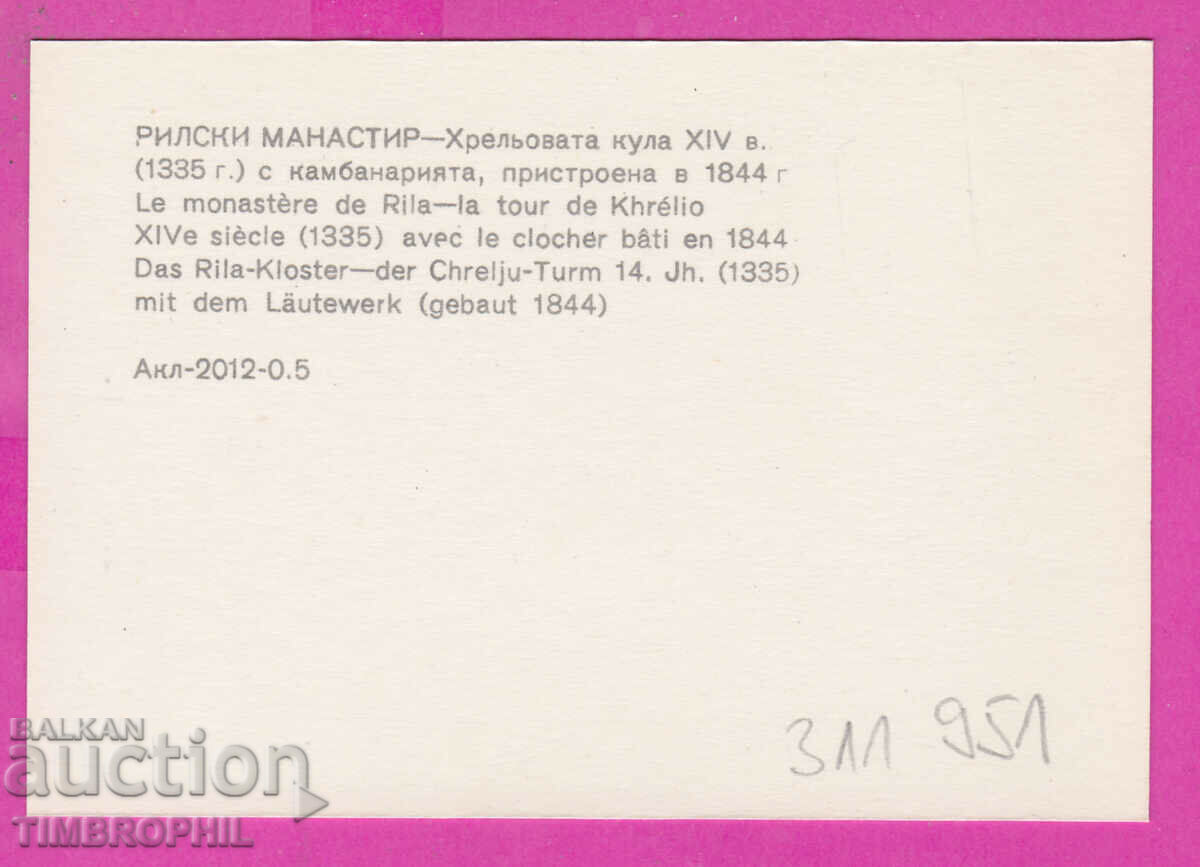 РИЛСКИ МАНАСТИР—Хрельовата кула XIV в.
(1335 г.) с камбанарията, пристроена в 1844 г
Le monastère de Rila—la tour de Khrélio
XIVe siècle (1335) avec le clocher bâti en 1844
Das Rila-Kloster—der Chrelju-Turm 14. Jh. (1335)
mit dem Läutewerk (gebaut 1844)
Акл-2012-0.5
311 951
BALKAN
auction
TIMBROPHIL